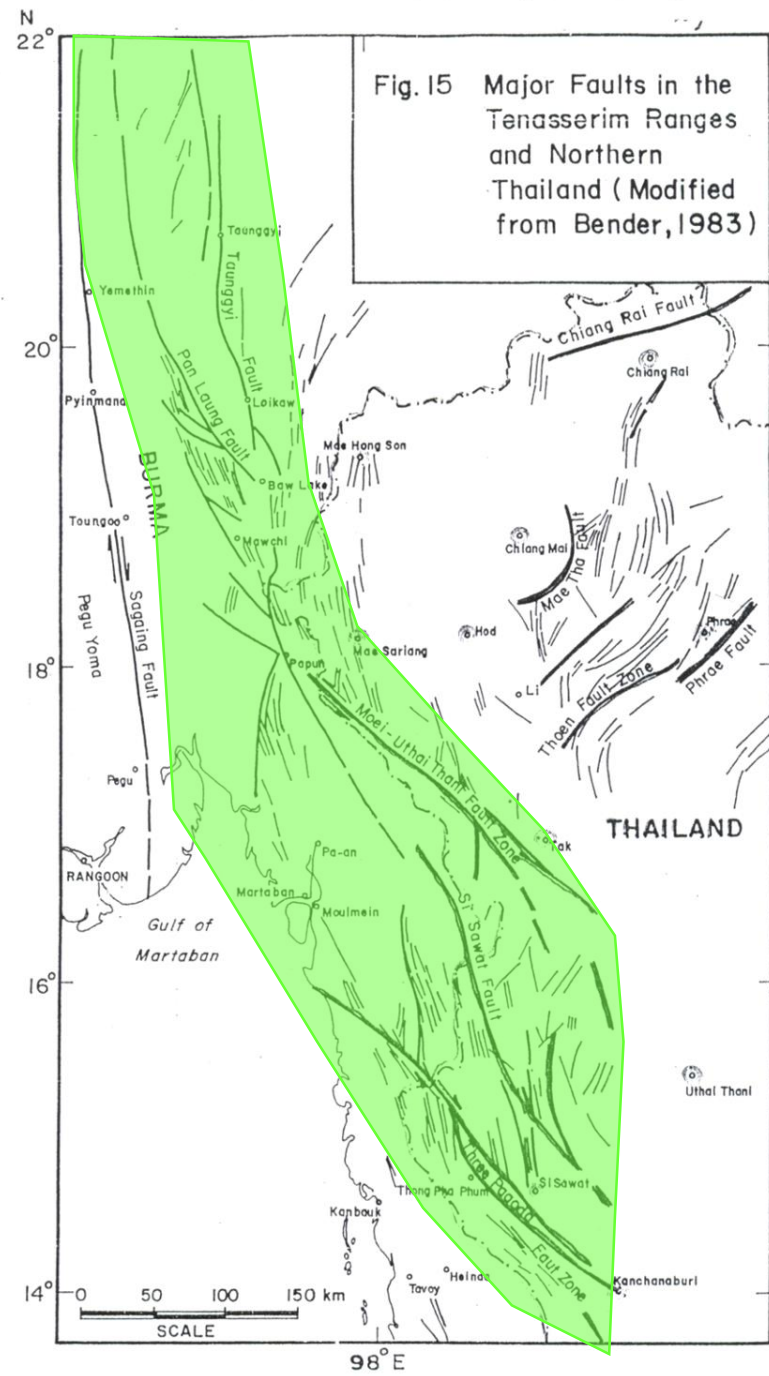 N
22°
Fig. 15 Major Faults in the
Tenasserim Ranges
and Northern
Thailand ( Modified
from Bender, 1983)
Taunggyi
Taunggyi Fault
Yemethin
20°
Chiang Rai Fault
Chiang Rai
Pan Laung Fault
Pyinmana
Loikaw
Mae Hong Son
BURMA
Baw Lake
Toungoo
Mawchi
Chiang Mai
Mae Tha Fault
Pegu Yoma
Sagaing Fault
Hod
Phrae
Mae Sariang
18°
Papun
Li
Phrae Fault
Thoen Fault Zone
Moei-Uthai Thani Fault Zone
Pegu
THAILAND
Tak
Pa-an
RANGOON
Martaban
Moulmein
Si Sawat Fault
Gulf of
Martaban
16°
Uthai Thani
Three Pagoda Faut Zone
Thong Pha Phum
Si Sawat
Kanbauk
Heinda
Kanchanaburi
Tavoy
14°
0 50 100 150 km
SCALE
98°E